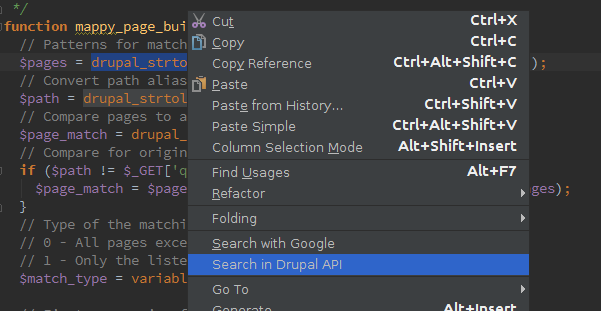 */
function mappy_page_bui
// Patterns for match
$pages = drupal_strto );
// Convert path alias
$path = drupal_strtol
// Compare pages to a
$page_match = drupal_
// Compare for origin
if ($path != $_GET['q
$page_match = $page ges);
}
// Type of the matchi
// 0 - All pages exce
// 1 - Only the liste
$match_type = variabl
Cut Ctrl+X
Copy Ctrl+C
Copy Reference Ctrl+Alt+Shift+C
Paste Ctrl+V
Paste from History... Ctrl+Shift+V
Paste Simple Ctrl+Alt+Shift+V
Column Selection Mode Alt+Shift+Insert
Find Usages Alt+F7
Refactor
Folding
Search with Google
Search in Drupal API
Go To
Generate... Alt+Insert